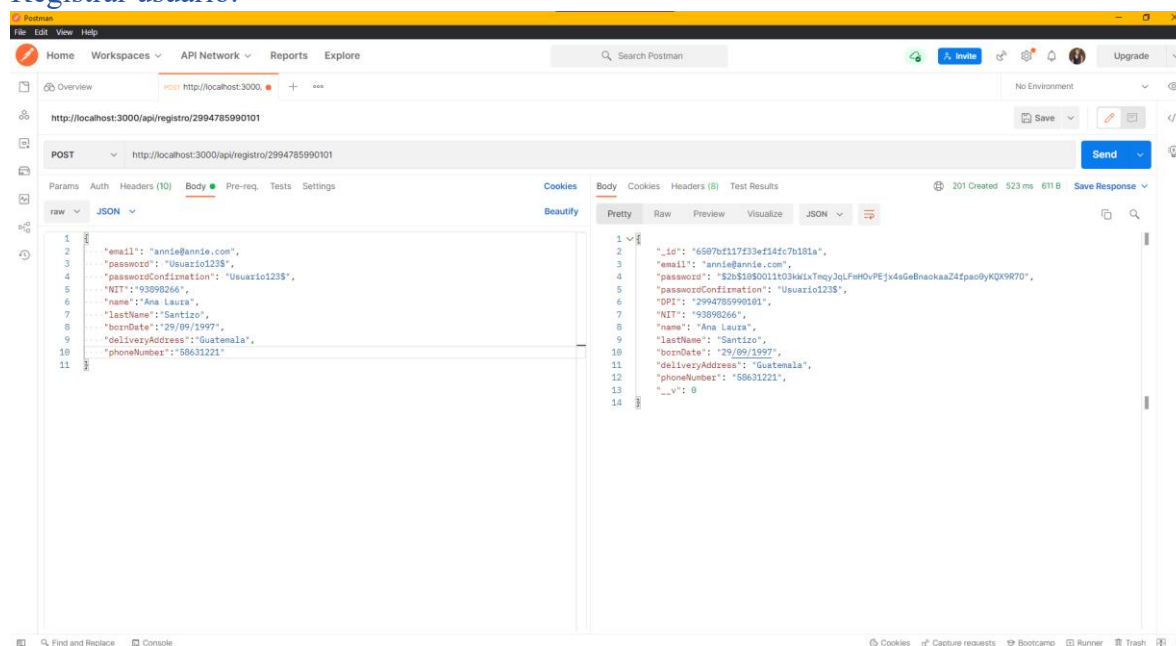 Registrar usuario:
Postman
File Edit View Help
Home Workspaces API Network Reports Explore
Search Postman
Invite
Upgrade
Overview
POST http://localhost:3000,
No Environment
http://localhost:3000/api/registro/2994785990101
Save
POST http://localhost:3000/api/registro/2994785990101
Send
Params Auth Headers (10) Body Pre-req. Tests Settings
Cookies
raw JSON
Beautify
1 {
2 "email": "annie@annie.com",
3 "password": "Usuario123$",
4 "passwordConfirmation": "Usuario123$",
5 "NIT":"93898266",
6 "name":"Ana Laura",
7 "lastName":"Santizo",
8 "bornDate":"29/09/1997",
9 "deliveryAddress":"Guatemala",
10 "phoneNumber":"58631221"
11 }
Body Cookies Headers (8) Test Results
201 Created 523 ms 611 B Save Response
Pretty Raw Preview Visualize JSON
1 {
2 "_id": "6507bf117f33ef14fc7b181a",
3 "email": "annie@annie.com",
4 "password":
5 "passwordConfirmation": "Usuario123$",
6 "DPI": "2994785990101",
7 "NIT": "93898266",
8 "name": "Ana Laura",
9 "lastName": "Santizo",
10 "bornDate": "29/09/1997",
11 "deliveryAddress": "Guatemala",
12 "phoneNumber": "58631221",
13 "__v": 0
14 }
Find and Replace Console
Cookies Capture requests Bootcamp Runner Trash